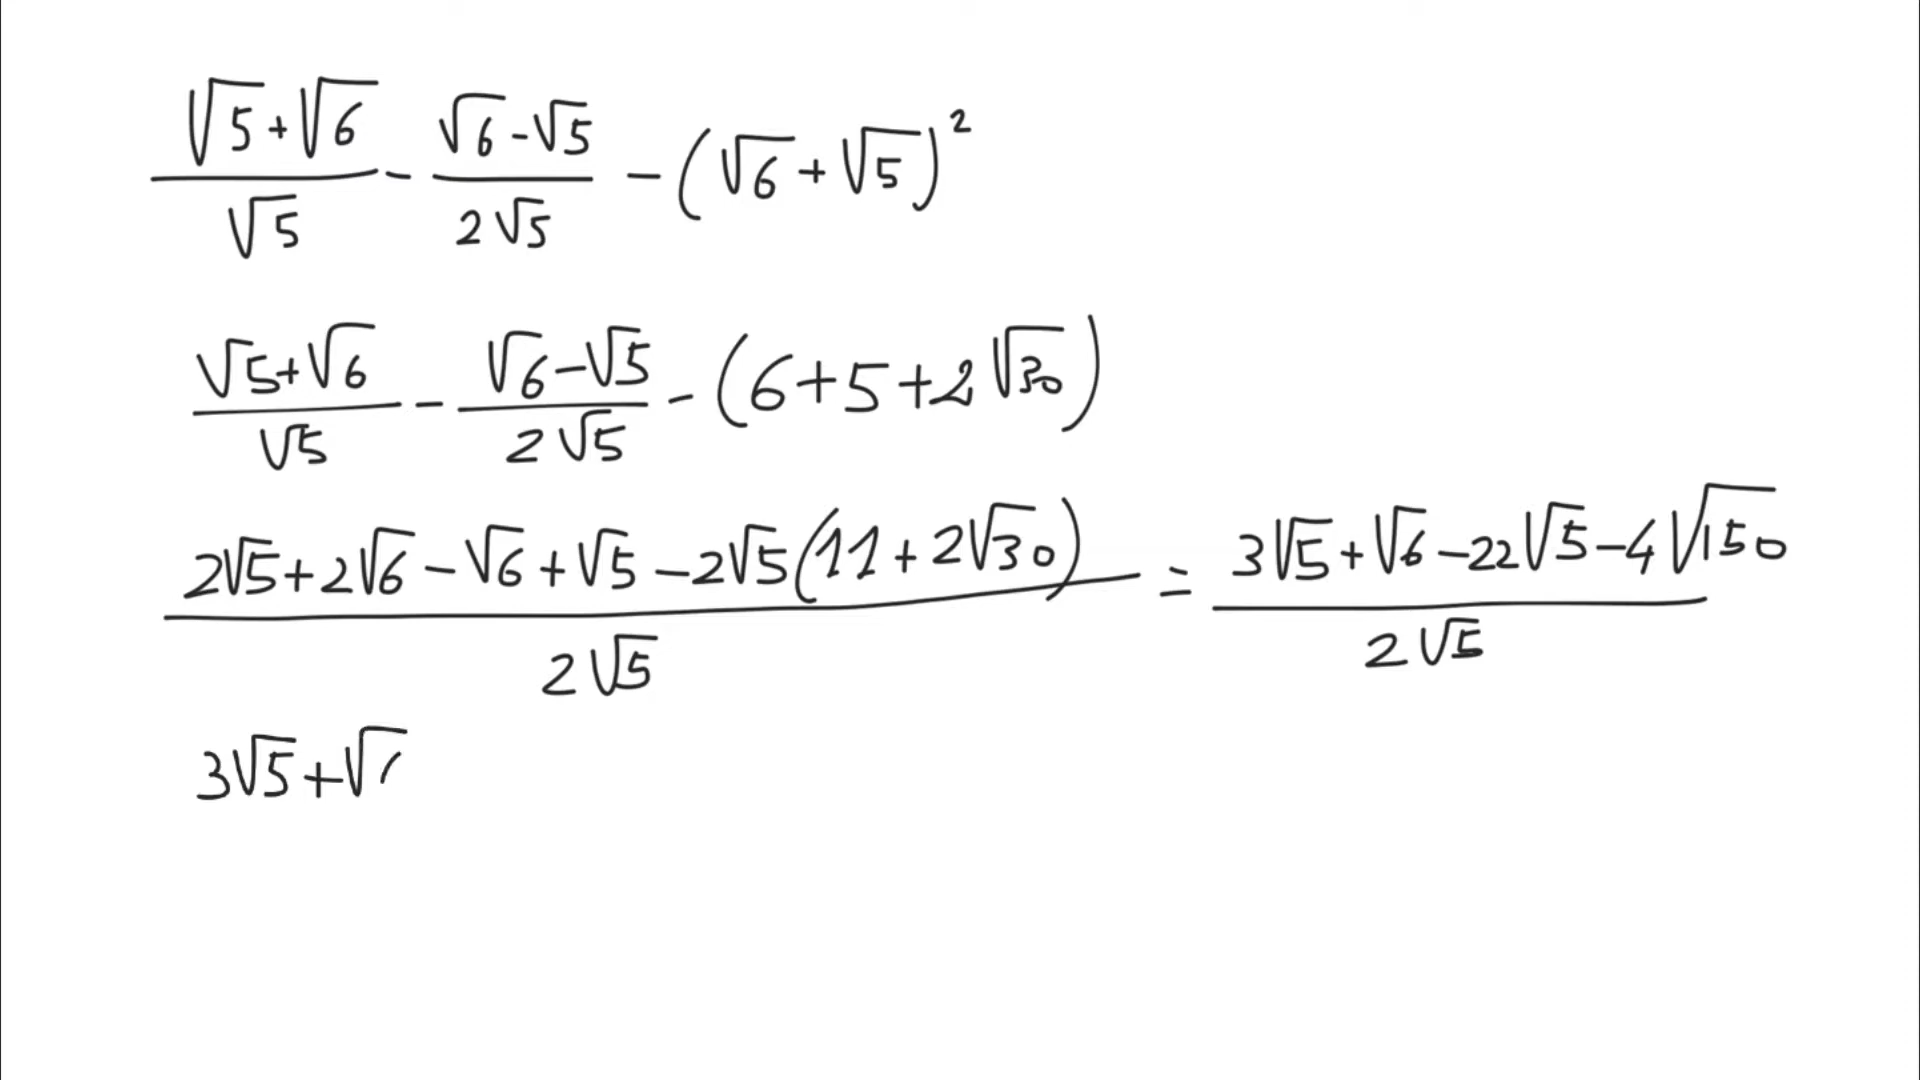 (√5+√6)/√5 - (√6-√5)/(2√5) - (√6+√5)²
(√5+√6)/√5 - (√6-√5)/(2√5) - (6+5+2√30)
(2√5+2√6-√6+√5-2√5(11+2√30))/(2√5) = (3√5+√6-22√5-4√150)/(2√5)
3√5+√